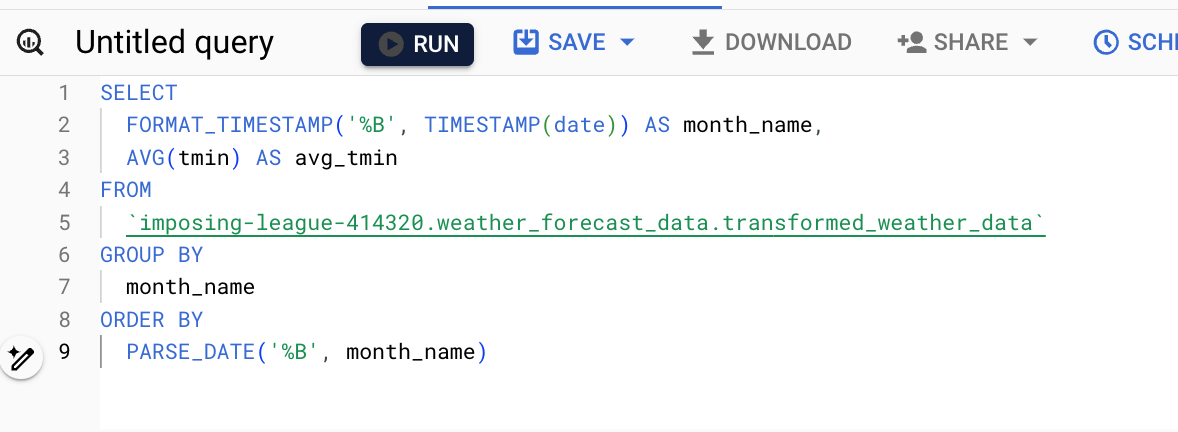 Untitled query RUN SAVE DOWNLOAD SHARE
1 SELECT
2 FORMAT_TIMESTAMP('%B', TIMESTAMP(date)) AS month_name,
3 AVG(tmin) AS avg_tmin
4 FROM
5 `imposing-league-414320.weather_forecast_data.transformed_weather_data`
6 GROUP BY
7 month_name
8 ORDER BY
9 PARSE_DATE('%B', month_name)